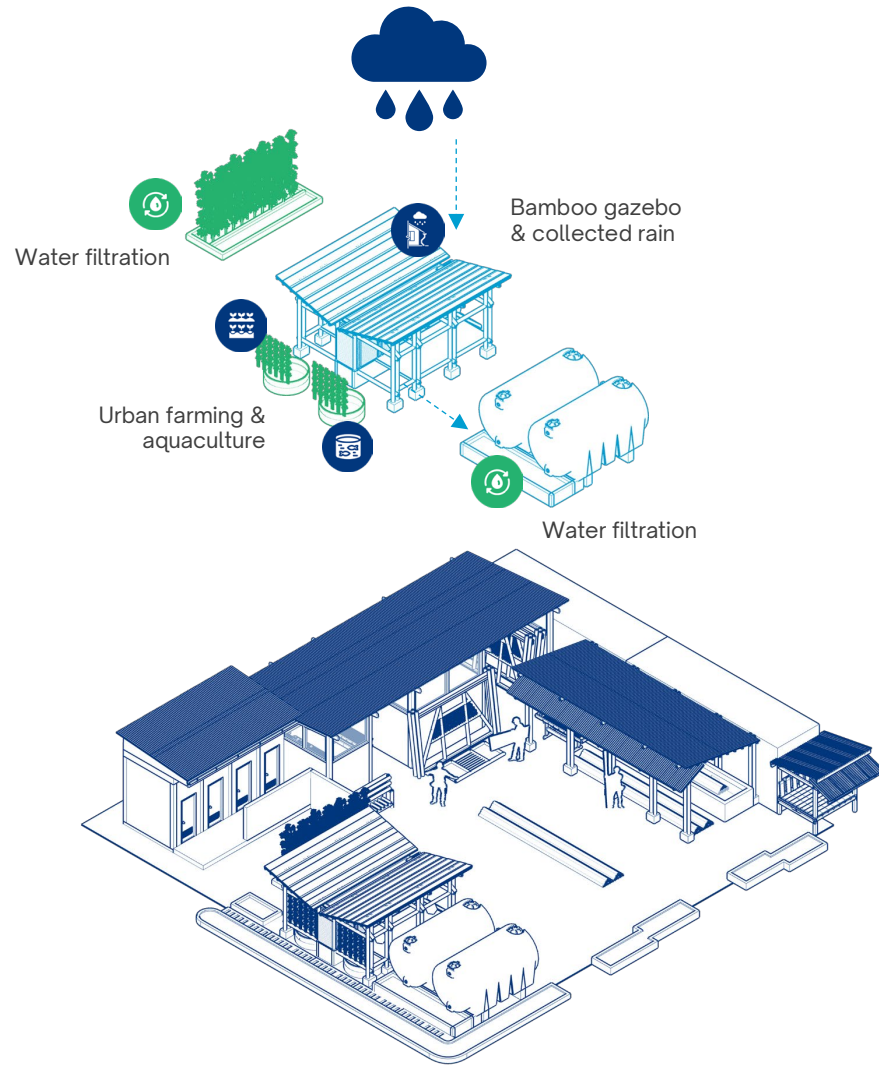 Bamboo gazebo
& collected rain
Water filtration
Urban farming &
aquaculture
Water filtration